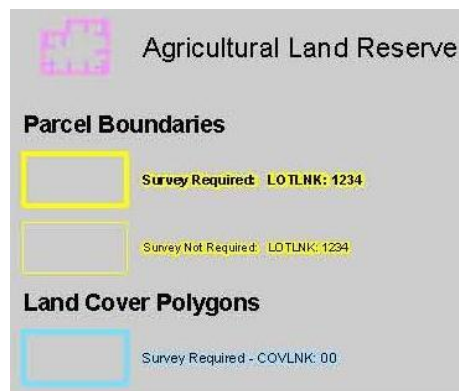 Agricultural Land Reserve
Parcel Boundaries
Survey Required: LOTLNK: 1234
Survey Not Required: LOTLNK: 1234
Land Cover Polygons
Survey Required - COVLNK: 00